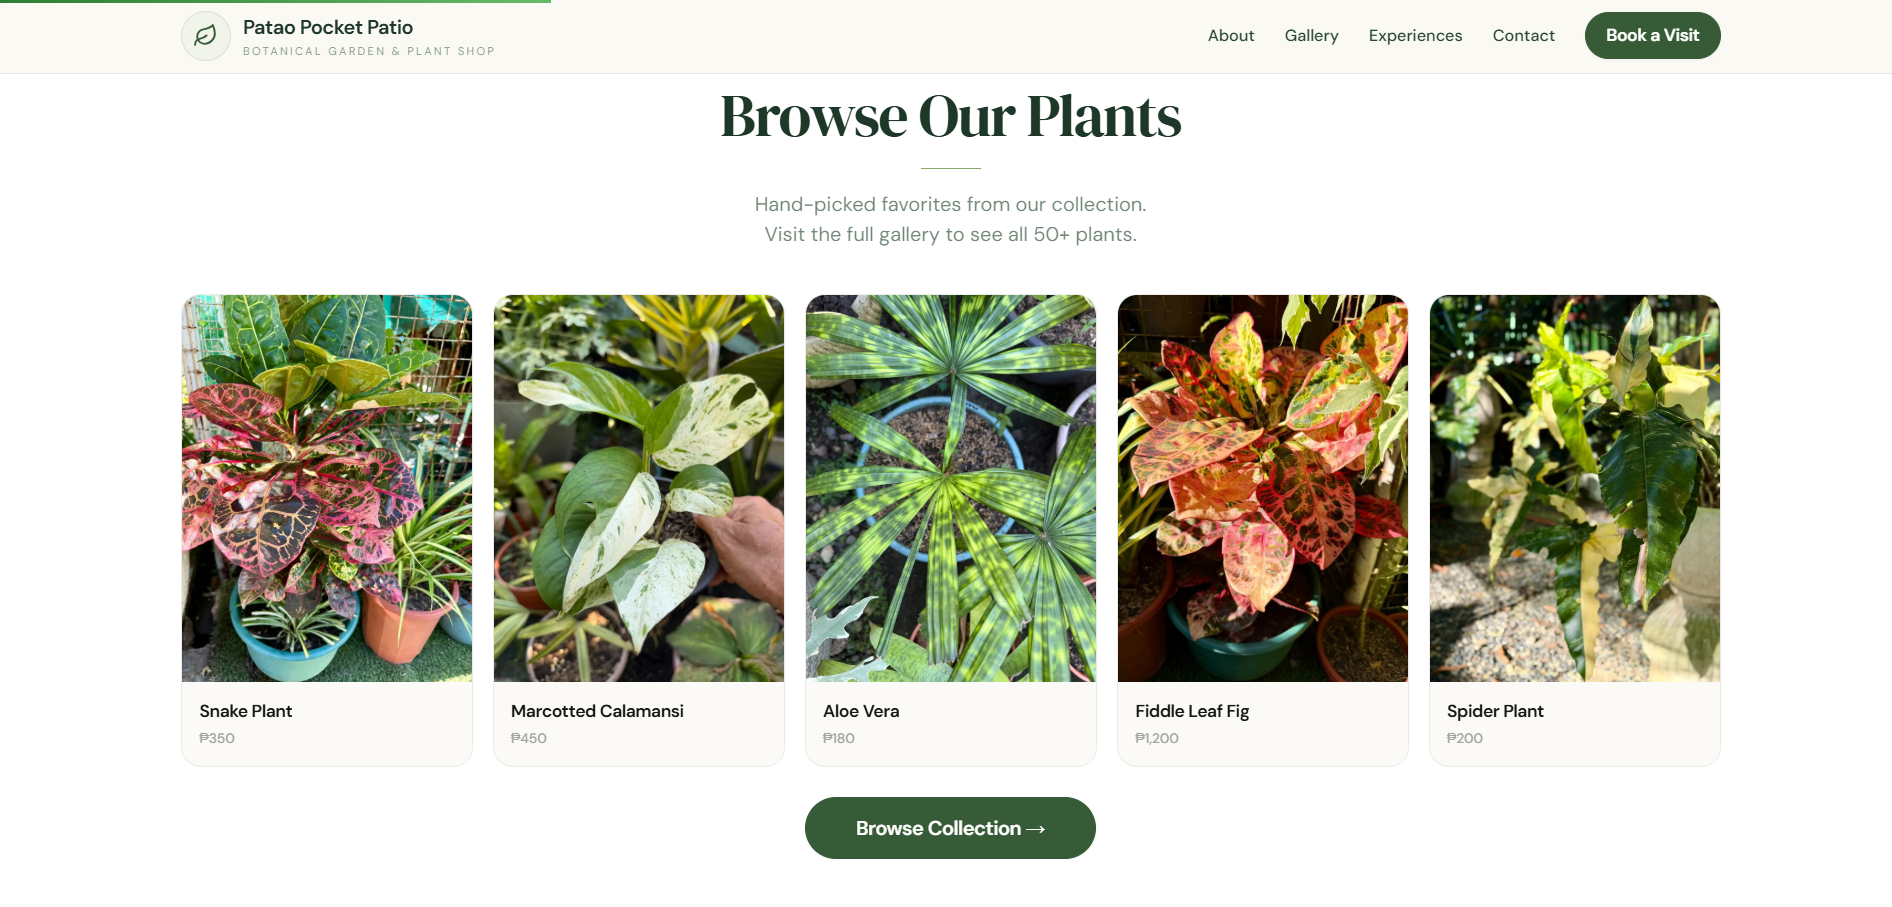 Patao Pocket Patio
BOTANICAL GARDEN & PLANT SHOP
About
Gallery
Experiences
Contact
Book a Visit
Browse Our Plants
Hand-picked favorites from our collection.
Visit the full gallery to see all 50+ plants.
Snake Plant
₱350
Marcotted Calamansi
₱450
Aloe Vera
₱180
Fiddle Leaf Fig
₱1,200
Spider Plant
₱200
Browse Collection →